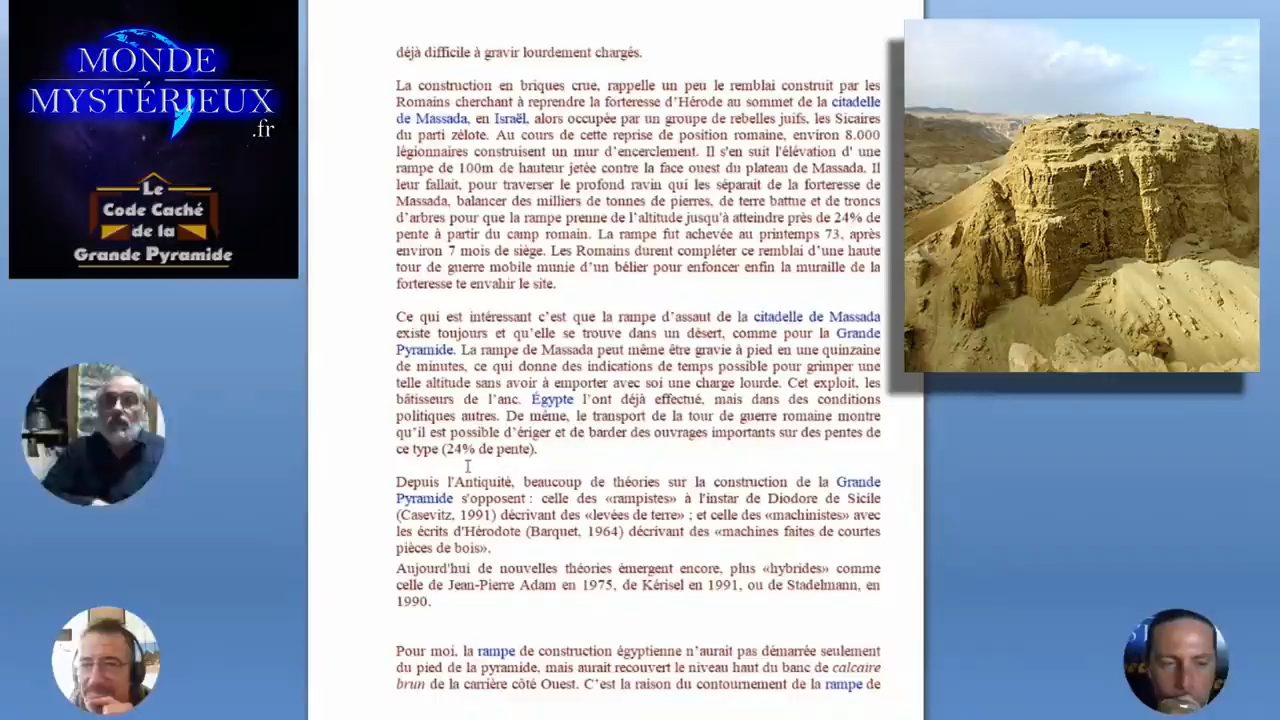 MONDE
MYSTÉRIEUX
.fr
Le
Code Caché
de la
Grande Pyramide
déjà difficile à gravir lourdement chargés.
La construction en briques crue, rappelle un peu le remblai construit par les
Romains cherchant à reprendre la forteresse d'Hérode au sommet de la citadelle
de Massada, en Israël, alors occupée par un groupe de rebelles juifs, les Sicaires
du parti zélote. Au cours de cette reprise de position romaine, environ 8.000
légionnaires construisent un mur d'encerclement. Il s'en suit l'élévation d' une
rampe de 100m de hauteur jetée contre la face ouest du plateau de Massada. Il
leur fallait, pour traverser le profond ravin qui les séparait de la forteresse de
Massada, balancer des milliers de tonnes de pierres, de terre battue et de troncs
d'arbres pour que la rampe prenne de l'altitude jusqu'à atteindre près de 24% de
pente à partir du camp romain. La rampe fut achevée au printemps 73, après
environ 7 mois de siège. Les Romains durent compléter ce remblai d'une haute
tour de guerre mobile munie d'un bélier pour enfoncer enfin la muraille de la
forteresse te envahir le site.
Ce qui est intéressant c'est que la rampe d'assaut de la citadelle de Massada
existe toujours et qu'elle se trouve dans un désert, comme pour la Grande
Pyramide. La rampe de Massada peut même être gravie à pied en une quinzaine
de minutes, ce qui donne des indications de temps possible pour grimper une
telle altitude sans avoir à emporter avec soi une charge lourde. Cet exploit, les
bâtisseurs de l'anc. Égypte l'ont déjà effectué, mais dans des conditions
politiques autres. De même, le transport de la tour de guerre romaine montre
qu'il est possible d'ériger et de barder des ouvrages importants sur des pentes de
ce type (24% de pente).
Depuis l'Antiquité, beaucoup de théories sur la construction de la Grande
Pyramide s'opposent : celle des «rampistes» à l'instar de Diodore de Sicile
(Casevitz, 1991) décrivant des «levées de terre» ; et celle des «machinistes» avec
les écrits d'Hérodote (Barquet, 1964) décrivant des «machines faites de courtes
pièces de bois».
Aujourd'hui de nouvelles théories émergent encore, plus «hybrides» comme
celle de Jean-Pierre Adam en 1975, de Kérisel en 1991, ou de Stadelmann, en
1990.
Pour moi, la rampe de construction égyptienne n'aurait pas démarrée seulement
du pied de la pyramide, mais aurait recouvert le niveau haut du banc de calcaire
brun de la carrière côté Ouest. C'est la raison du contournement de la rampe de